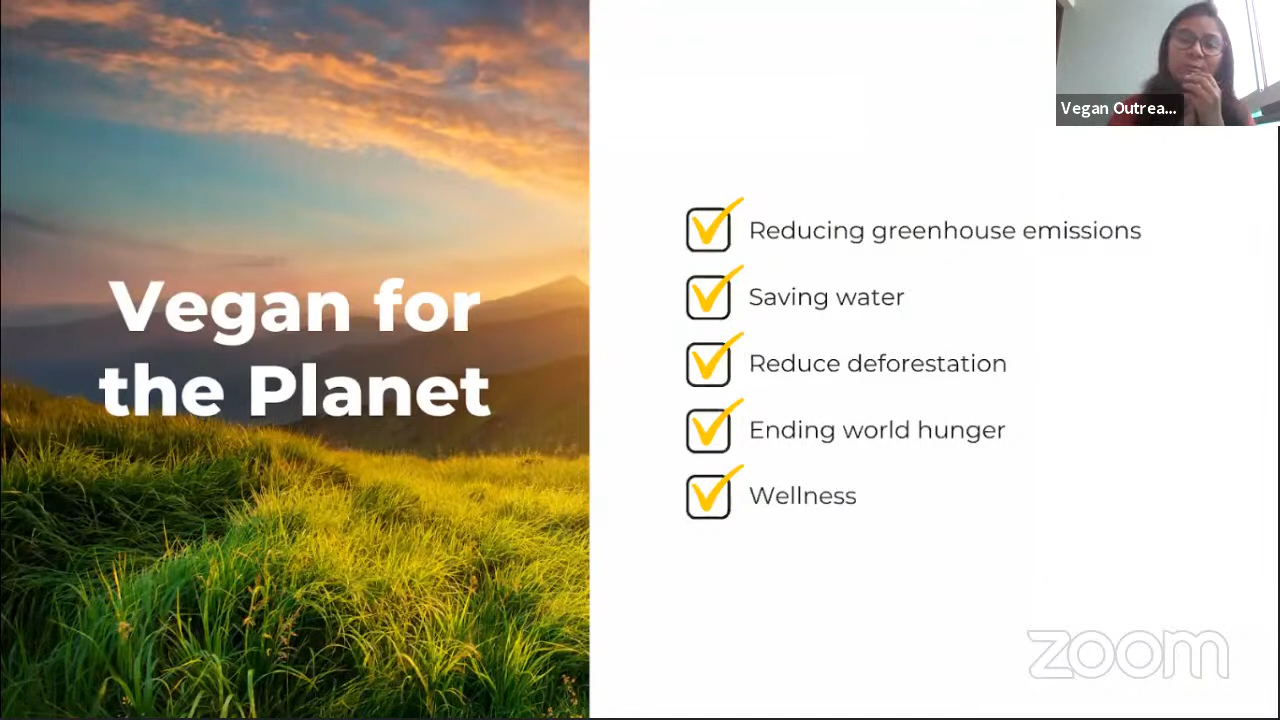 Vegan for
the Planet
Vegan Outrea...
Reducing greenhouse emissions
Saving water
Reduce deforestation
Ending world hunger
Wellness
zoom